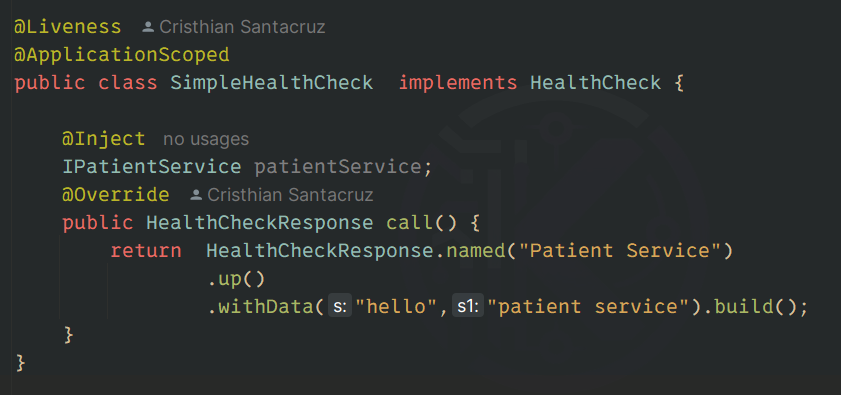 @Liveness Cristhian Santacruz
@ApplicationScoped
public class SimpleHealthCheck  implements HealthCheck {
    @Inject no usages
    IPatientService patientService;
    @Override Cristhian Santacruz
    public HealthCheckResponse call() {
        return  HealthCheckResponse.named("Patient Service")
                .up()
                .withData( s: "hello", s1: "patient service").build();
    }
}